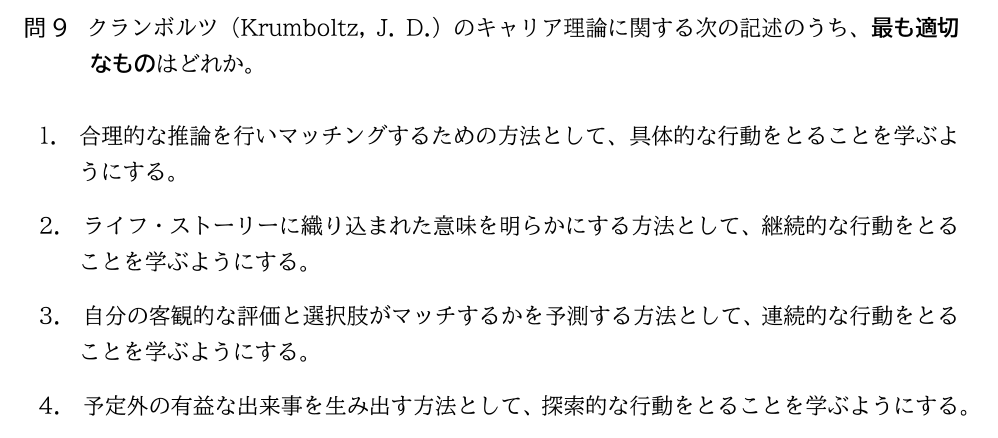 問9 クランボルツ（Krumboltz, J. D.）のキャリア理論に関する次の記述のうち、最も適切
なものはどれか。
1. 合理的な推論を行いマッチングするための方法として、具体的な行動をとることを学ぶよ
うにする。
2. ライフ・ストーリーに織り込まれた意味を明らかにする方法として、継続的な行動をとる
ことを学ぶようにする。
3. 自分の客観的な評価と選択肢がマッチするかを予測する方法として、連続的な行動をとる
ことを学ぶようにする。
4. 予定外の有益な出来事を生み出す方法として、探索的な行動をとることを学ぶようにする。